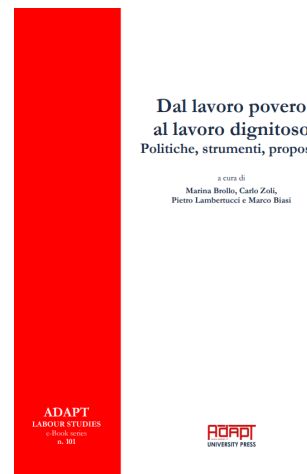 Dal lavoro povero
al lavoro dignitoso
Politiche, strumenti, propos
a cura di
Marina Brollo, Carlo Zoli,
Pietro Lambertucci e Marco Biasi
ADAPT
LABOUR STUDIES
e-Book series
n. 101
ADAPT
UNIVERSITY PRESS